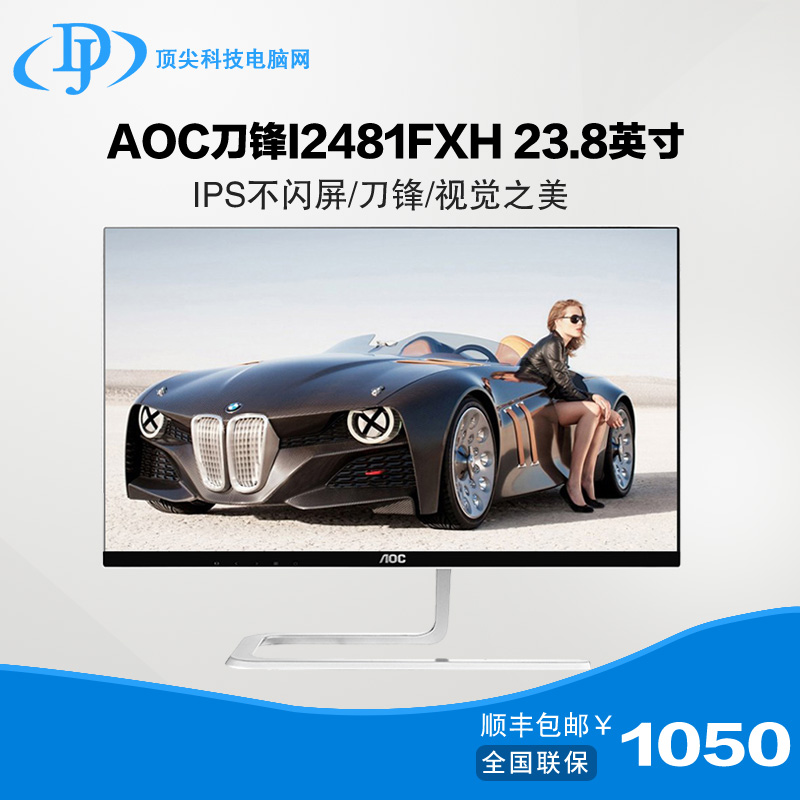 DJ 顶尖科技电脑网
AOC刀锋I2481FXH 23.8英寸
IPS不闪屏/刀锋/视觉之美
AOC
顺丰包邮￥1050
全国联保